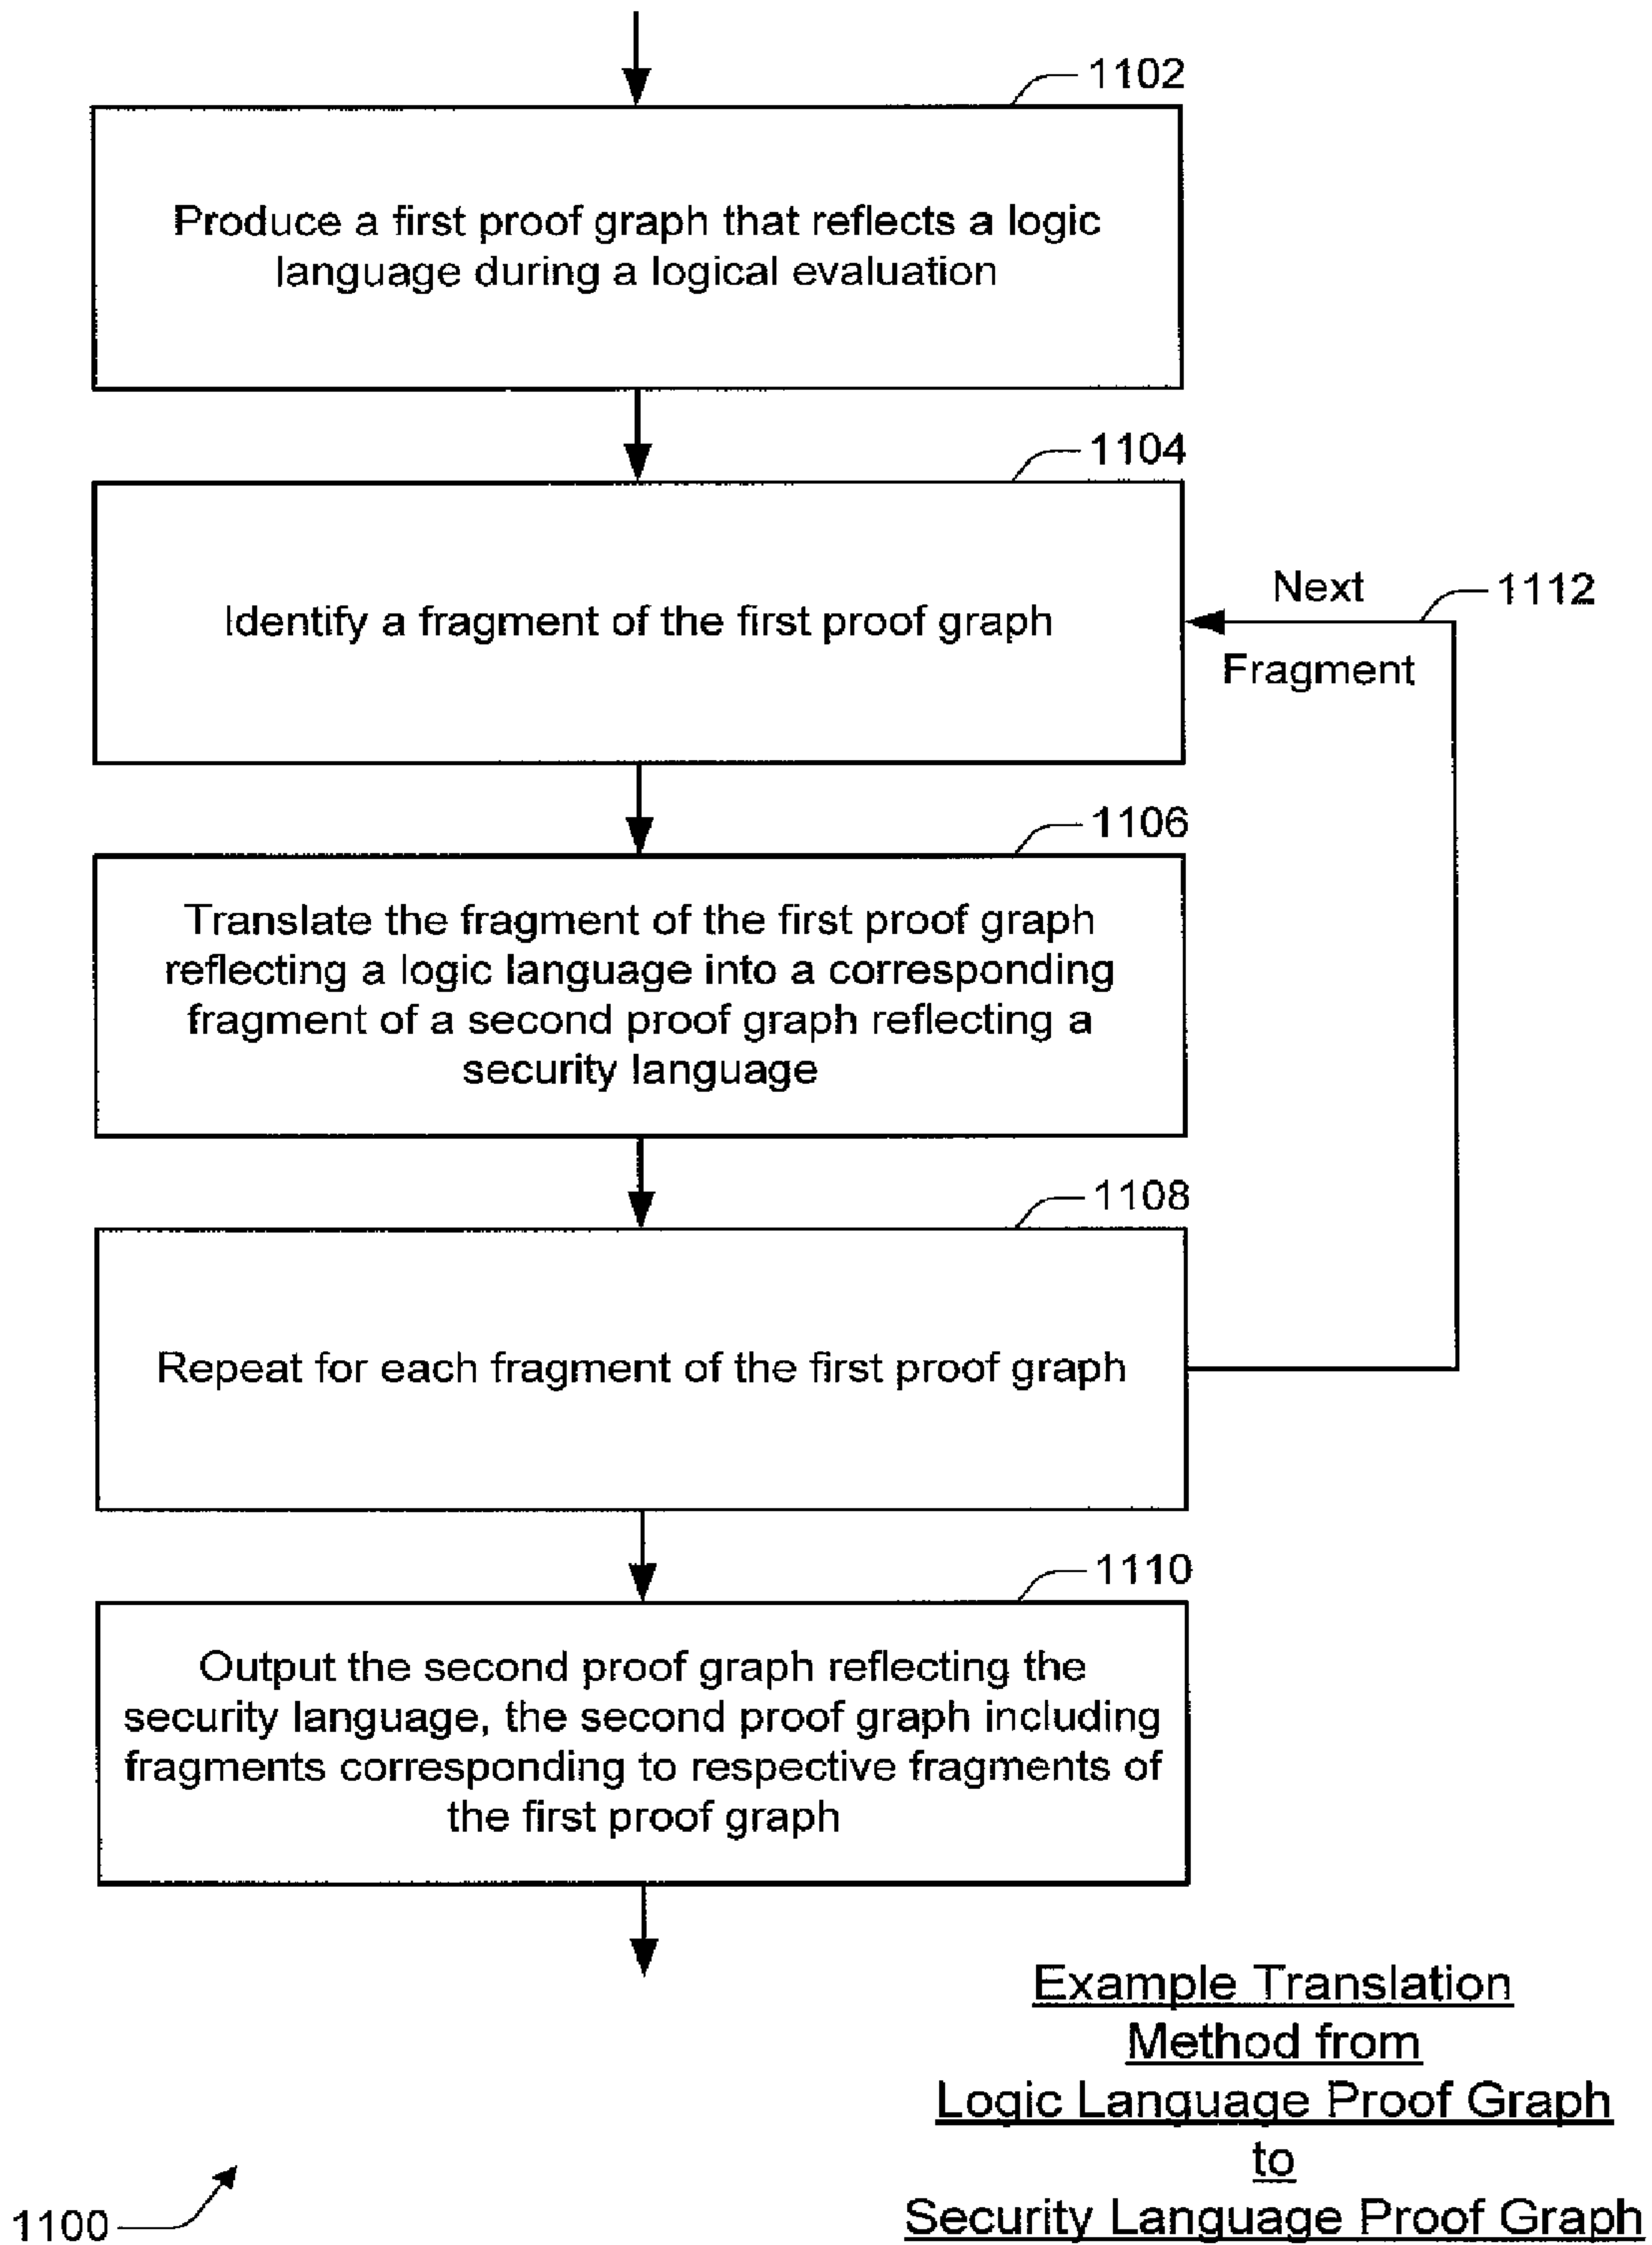 1102
Produce a first proof graph that reflects a logic
language during a logical evaluation
1104
Identify a fragment of the first proof graph
Next
1112
Fragment
1106
Translate the fragment of the first proof graph
reflecting a logic language into a corresponding
fragment of a second proof graph reflecting a
security language
1108
Repeat for each fragment of the first proof graph
1110
Output the second proof graph reflecting the
security language, the second proof graph including
fragments corresponding to respective fragments of
the first proof graph
Example Translation
Method from
Logic Language Proof Graph
to
Security Language Proof Graph
1100